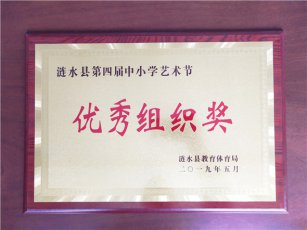 涟水县第四届中小学艺术节
优秀组织奖
涟水县教育体育局
二〇一九年五月